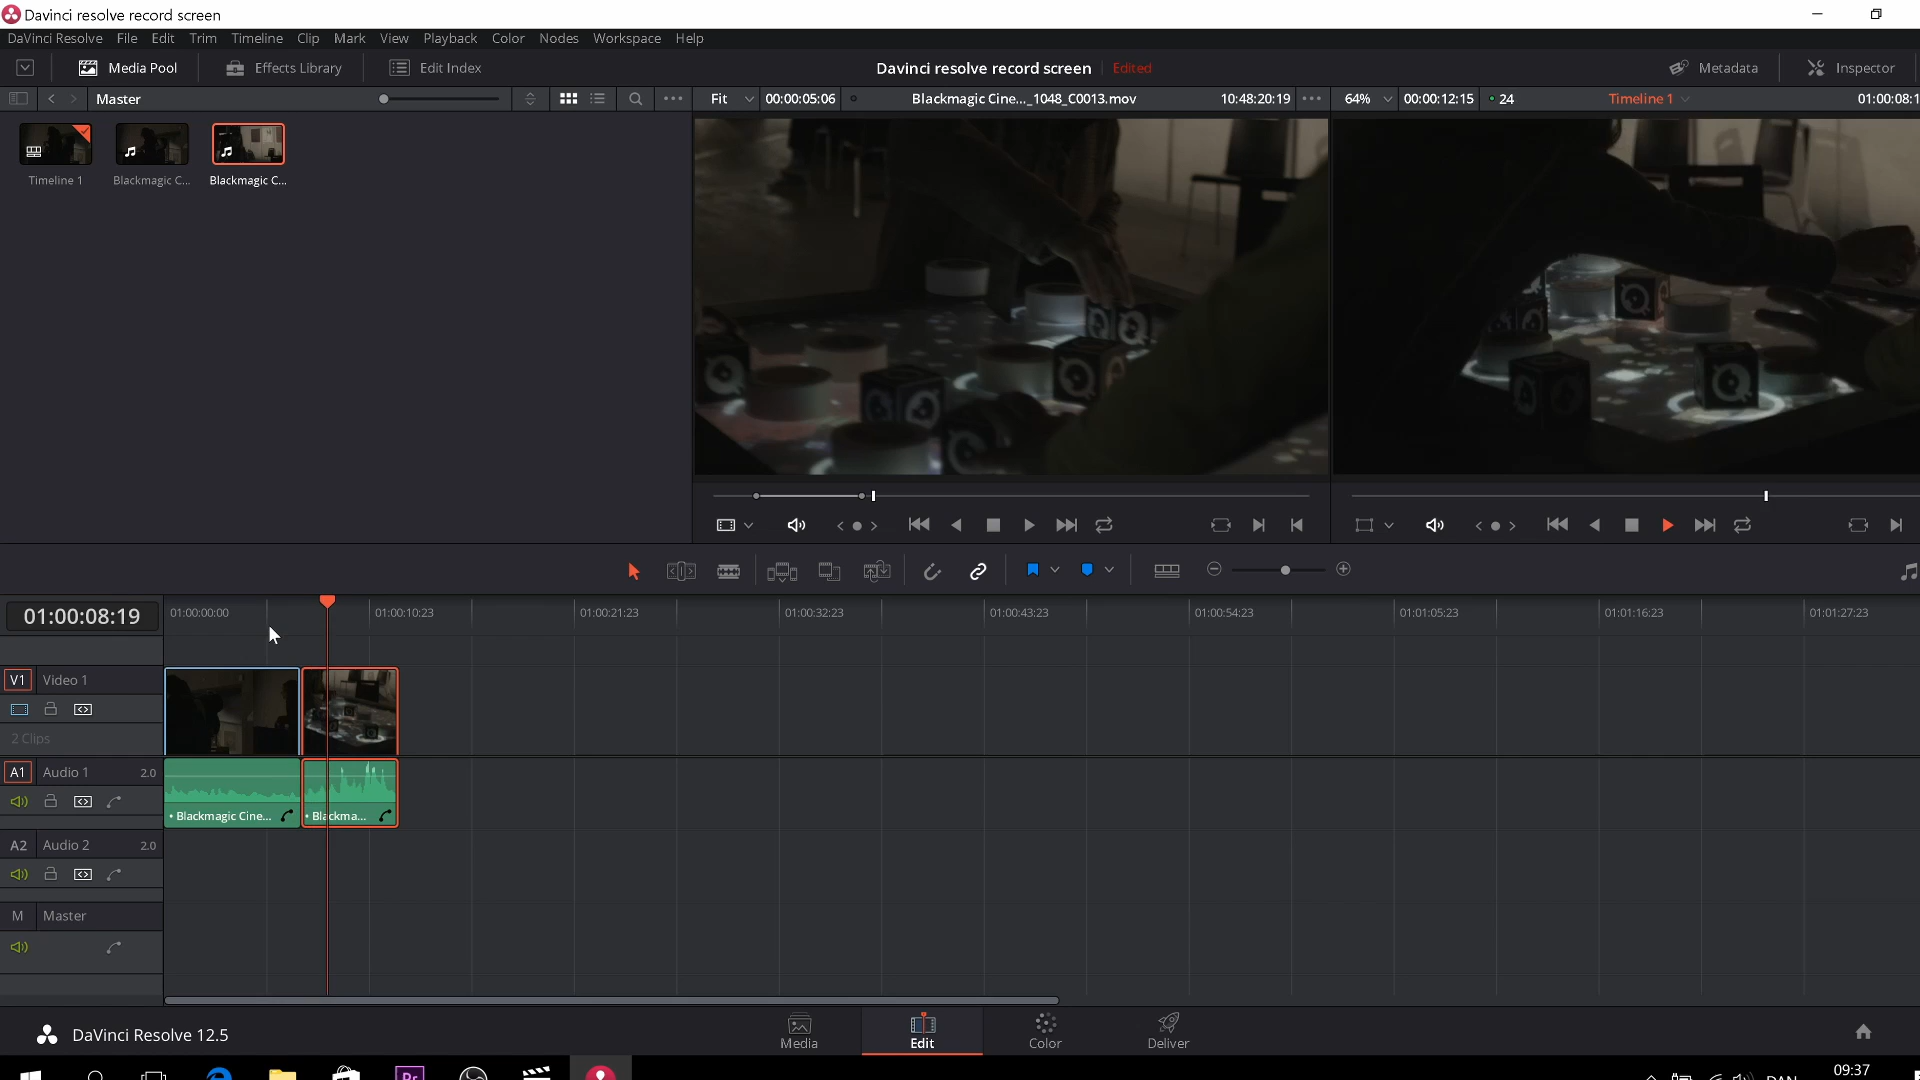 Davinci resolve record screen
DaVinci Resolve File Edit Trim Timeline Clip Mark View Playback Color Nodes Workspace Help
Media Pool Effects Library Edit Index Davinci resolve record screen Edited Metadata Inspector
Master Fit 00:00:05:06 Blackmagic Cine..._1048_C0013.mov 10:48:20:19 64% 00:00:12:15 24 Timeline 1 01:00:08:1
Timeline 1 Blackmagic C... Blackmagic C...
01:00:08:19 01:00:00:00 01:00:10:23 01:00:21:23 01:00:32:23 01:00:43:23 01:00:54:23 01:01:05:23 01:01:16:23 01:01:27:23
V1 Video 1
2 Clips
A1 Audio 1 2.0
Blackmagic Cine... Blackma...
A2 Audio 2 2.0
M Master
DaVinci Resolve 12.5 Media Edit Color Deliver
Pr DAN 09:37